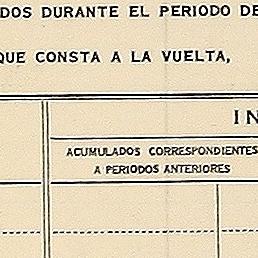 DOS DURANTE EL PERIODO DE
QUE CONSTA A LA VUELTA,
IN
ACUMULADOS CORRESPONDIENTES
A PERIODOS ANTERIORES